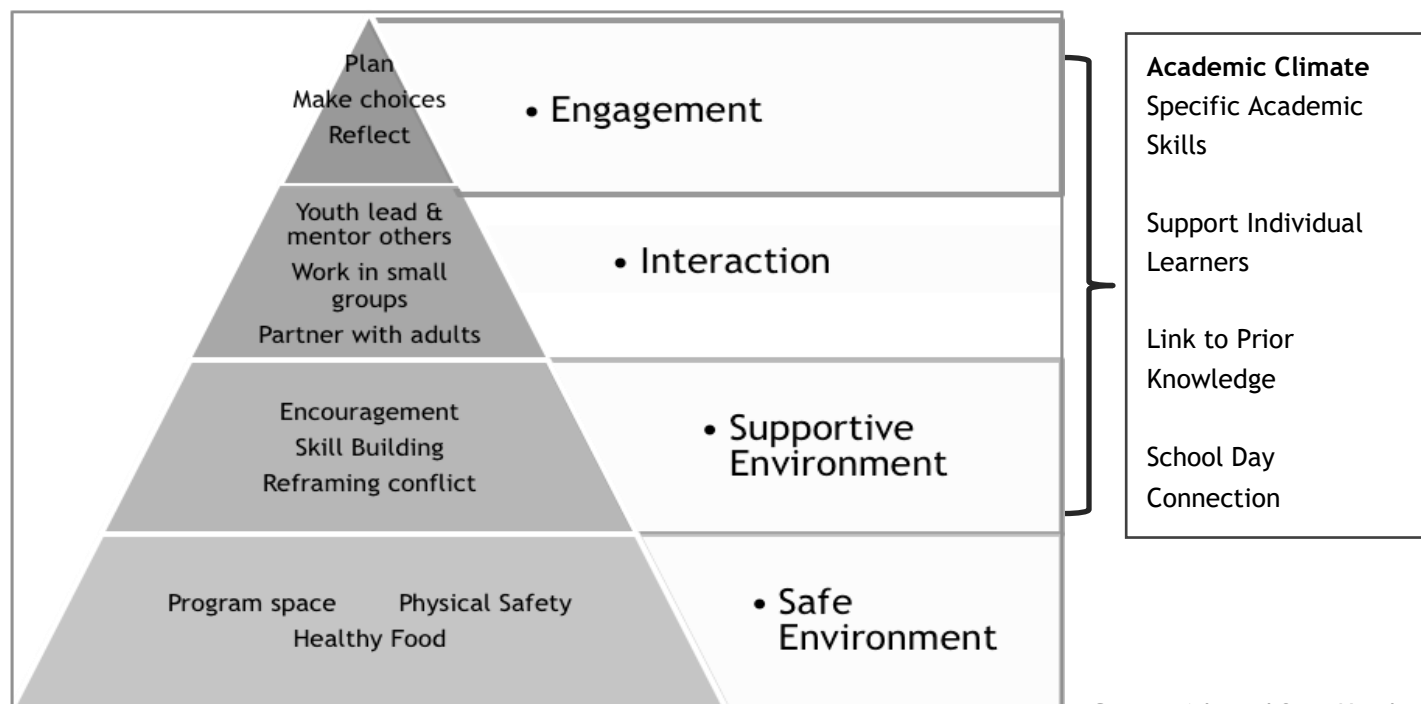 Plan
Make choices
Reflect
• Engagement
Youth lead &
mentor others
Work in small
groups
Partner with adults
• Interaction
Encouragement
Skill Building
Reframing conflict
• Supportive
Environment
Program space Physical Safety
Healthy Food
• Safe
Environment
Academic Climate
Specific Academic
Skills
Support Individual
Learners
Link to Prior
Knowledge
School Day
Connection